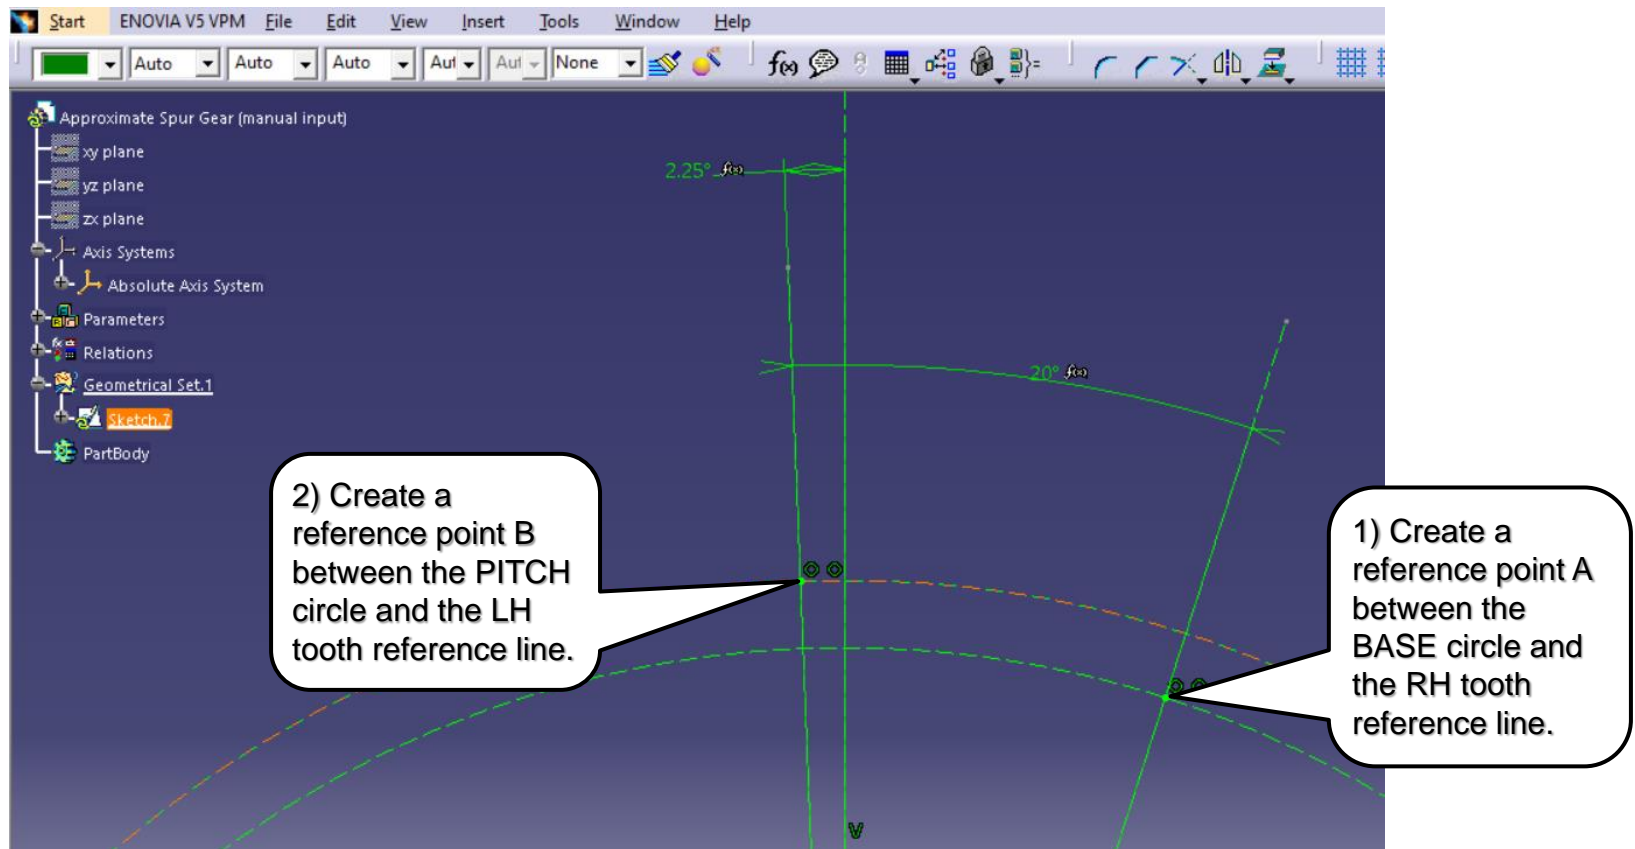 Start ENOVIA V5 VPM File Edit View Insert Tools Window Help
Auto Auto Auto Aut Aut None f(x)
Approximate Spur Gear (manual input)
xy plane
yz plane
zx plane
Axis Systems
Absolute Axis System
Parameters
Relations
Geometrical Set.1
Sketch.7
PartBody
2.25° f(x)
20° f(x)
2) Create a
reference point B
between the PITCH
circle and the LH
tooth reference line.
1) Create a
reference point A
between the
BASE circle and
the RH tooth
reference line.
V